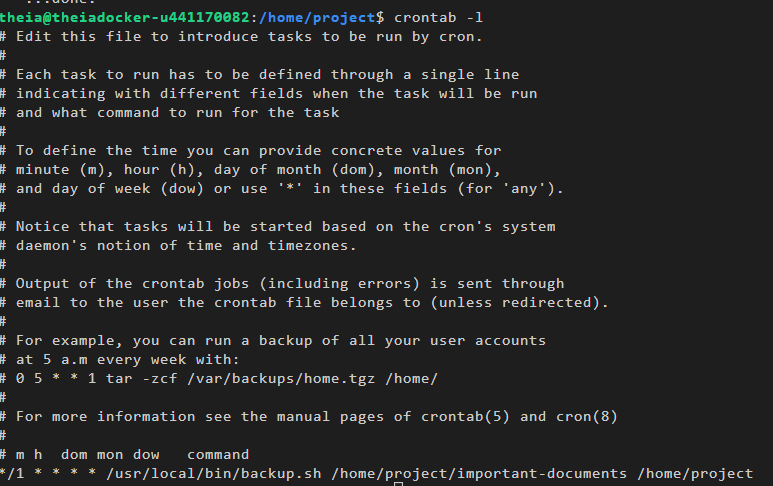 ...done.
theia@theiadocker-u441170082:/home/project$ crontab -l
# Edit this file to introduce tasks to be run by cron.
#
# Each task to run has to be defined through a single line
# indicating with different fields when the task will be run
# and what command to run for the task
#
# To define the time you can provide concrete values for
# minute (m), hour (h), day of month (dom), month (mon),
# and day of week (dow) or use '*' in these fields (for 'any').
#
# Notice that tasks will be started based on the cron's system
# daemon's notion of time and timezones.
#
# Output of the crontab jobs (including errors) is sent through
# email to the user the crontab file belongs to (unless redirected).
#
# For example, you can run a backup of all your user accounts
# at 5 a.m every week with:
# 0 5 * * 1 tar -zcf /var/backups/home.tgz /home/
#
# For more information see the manual pages of crontab(5) and cron(8)
#
# m h  dom mon dow   command
*/1 * * * * /usr/local/bin/backup.sh /home/project/important-documents /home/project